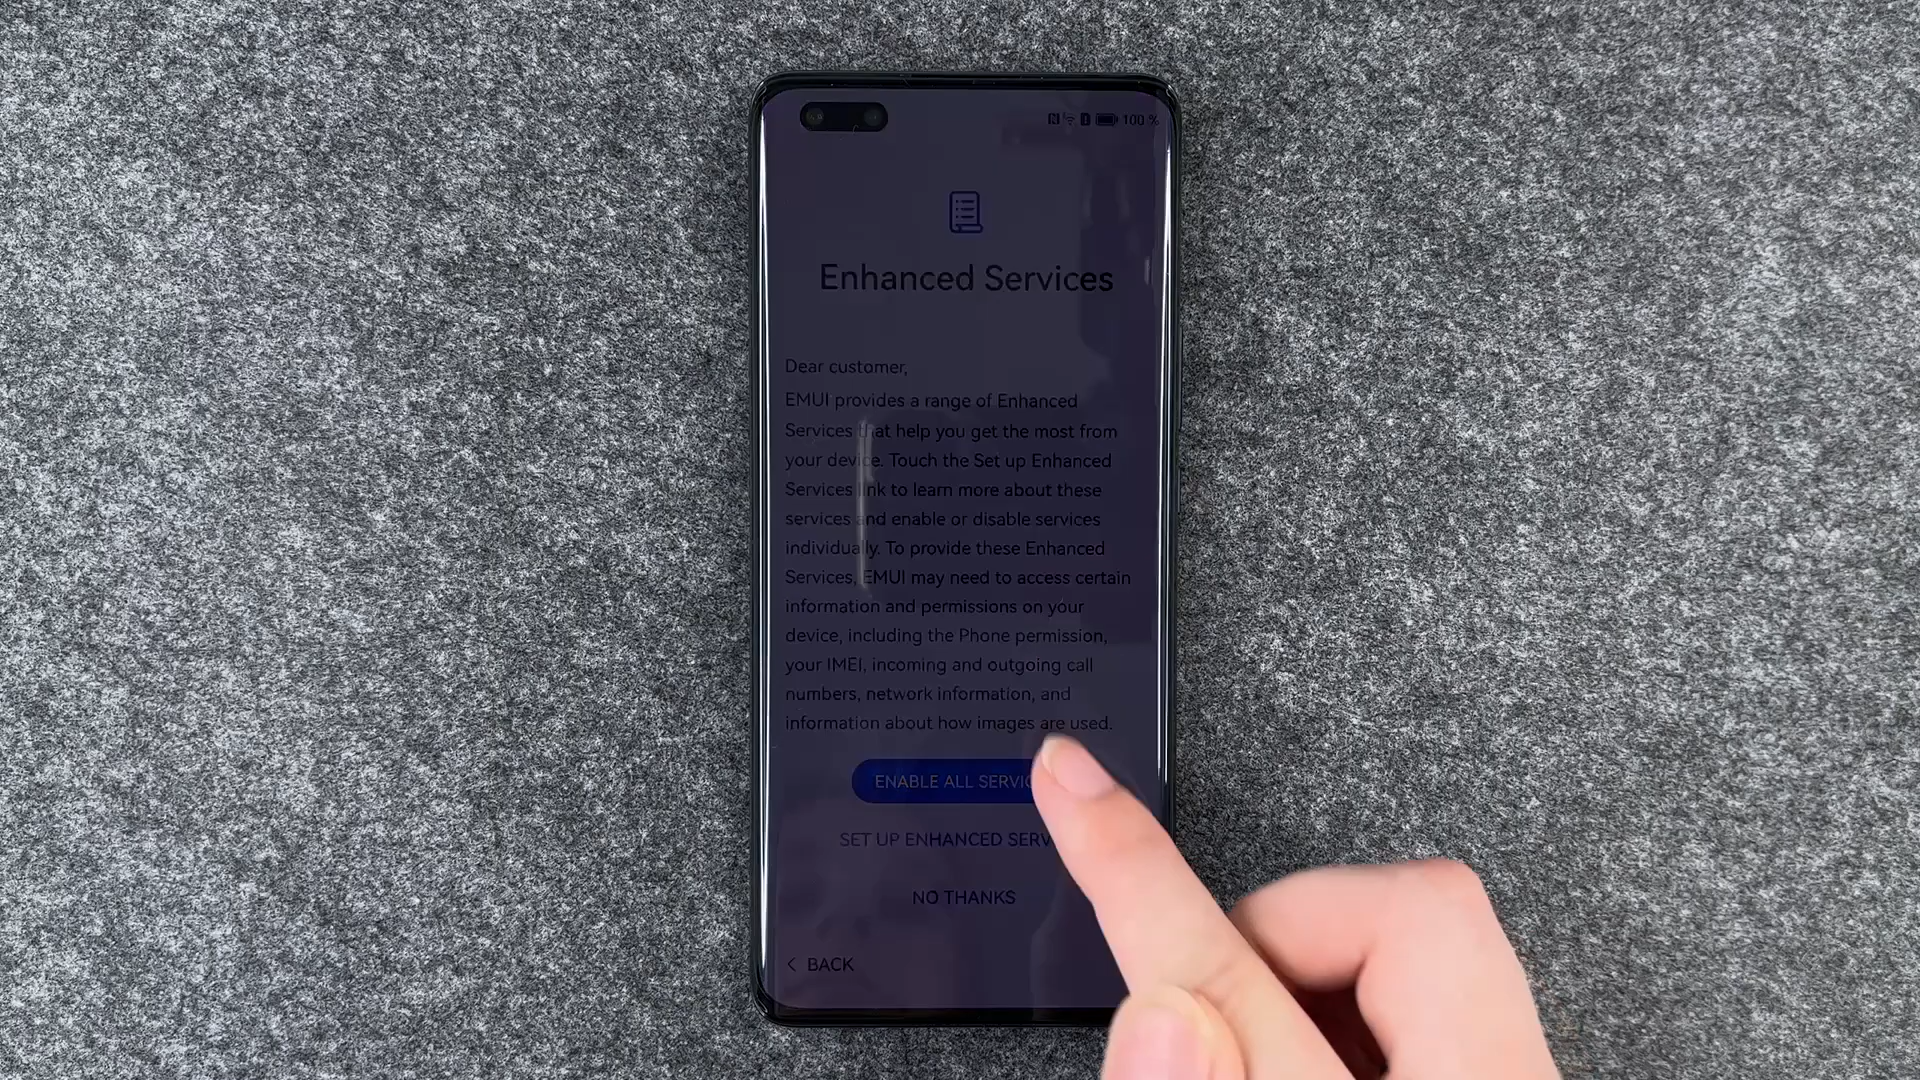 100 %
Enhanced Services
Dear customer,
EMUI provides a range of Enhanced
Services that help you get the most from
your device. Touch the Set up Enhanced
Services link to learn more about these
services and enable or disable services
individually. To provide these Enhanced
Services, EMUI may need to access certain
information and permissions on your
device, including the Phone permission,
your IMEI, incoming and outgoing call
numbers, network information, and
information about how images are used.
ENABLE ALL
SET UP ENHANCED
NO THANKS
BACK